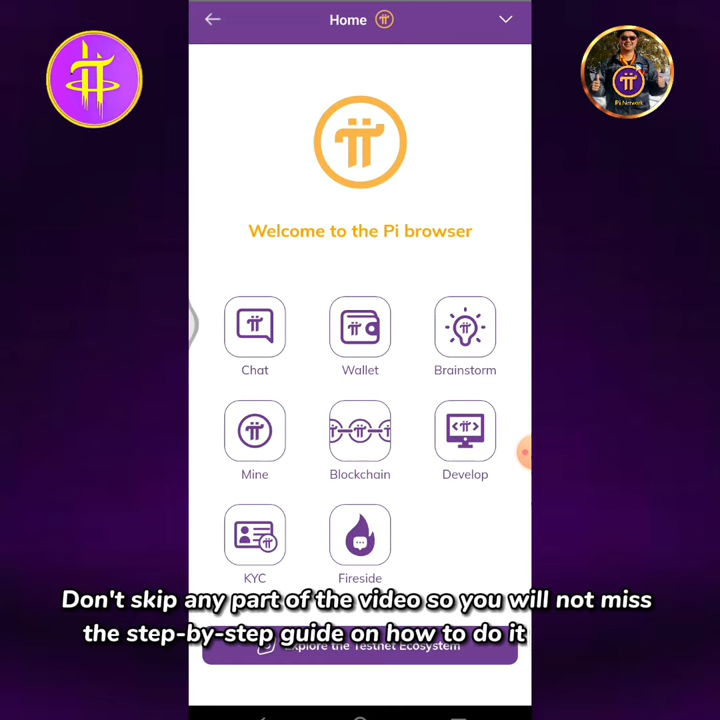 Home
Pi Network
Welcome to the Pi browser
Chat
Wallet
Brainstorm
Mine
Blockchain
Develop
KYC
Fireside
Don't skip any part of the video so you will not miss
the step-by-step guide on how to do it
Explore the Testnet Ecosystem